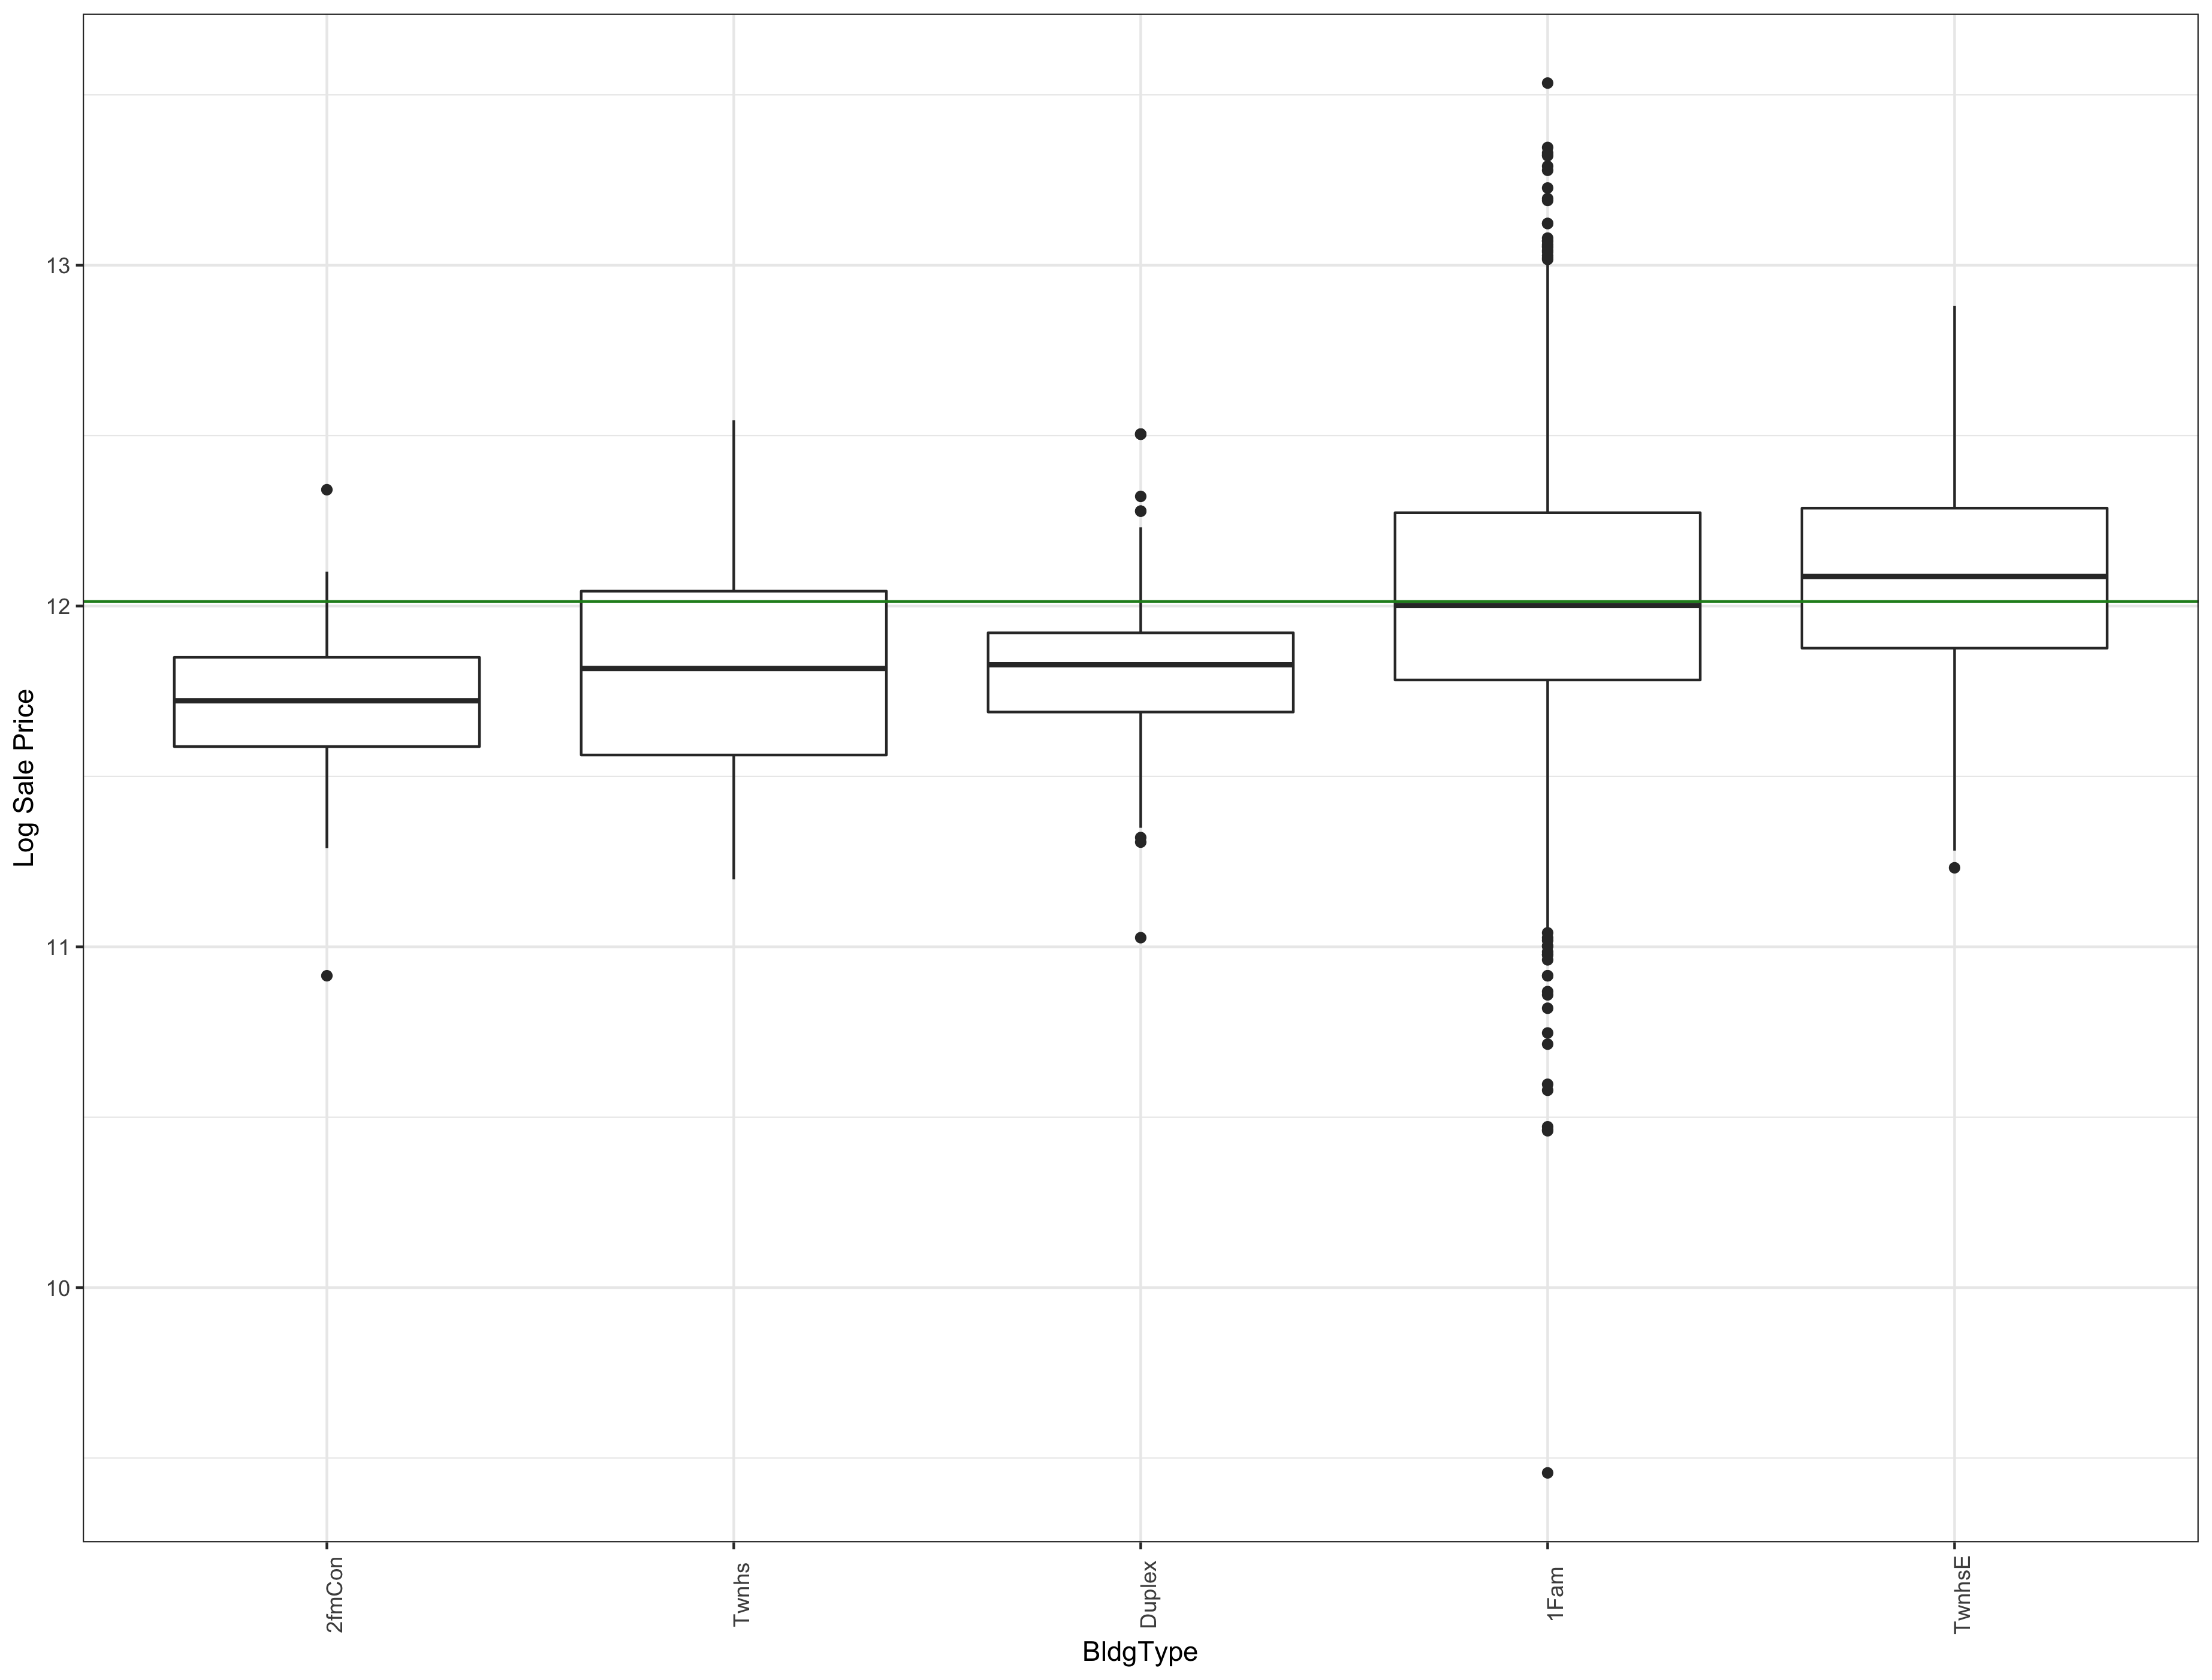 Log Sale Price
13
12
11
10
2fmCon
Twnhs
Duplex
1Fam
TwnhsE
BldgType